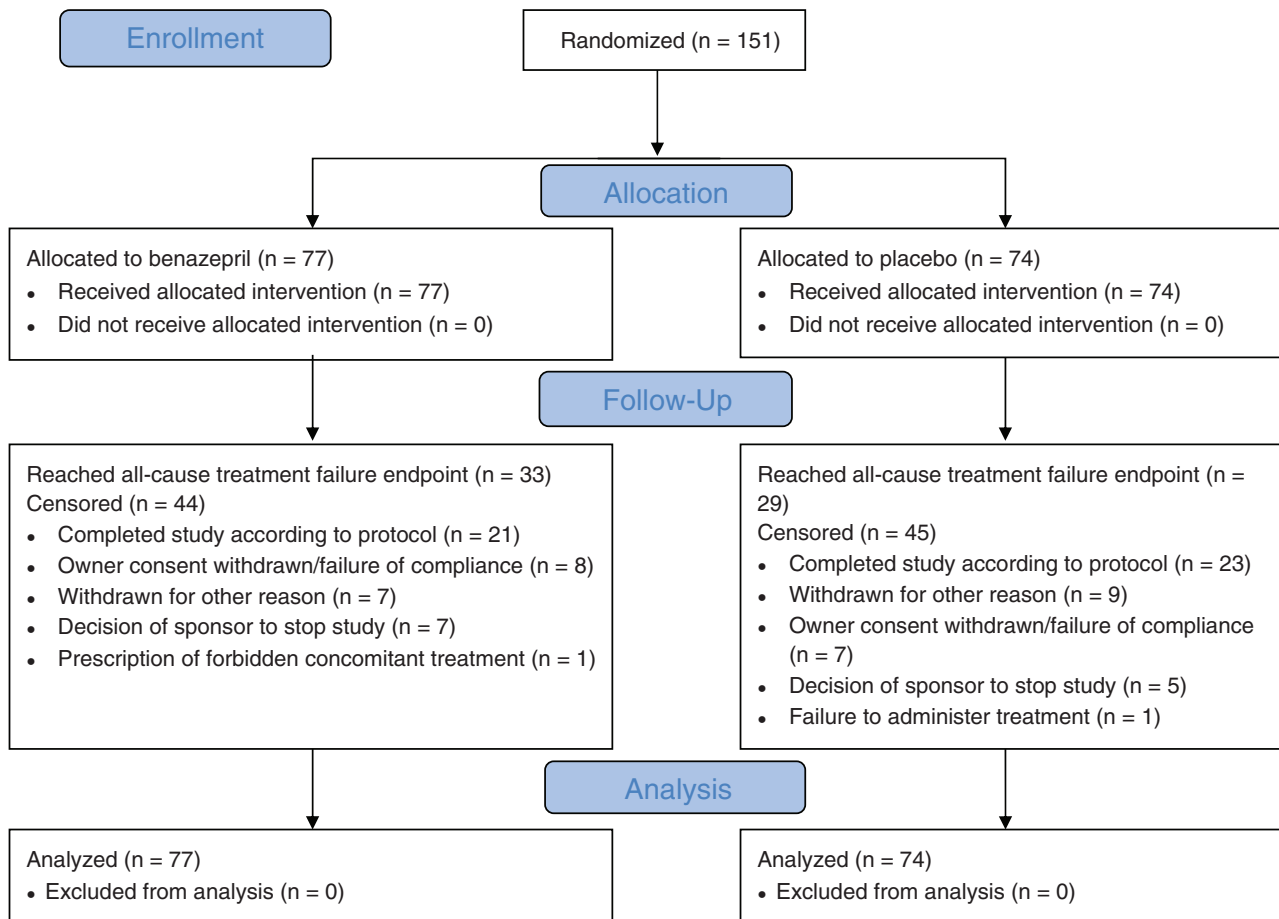 Enrollment
Randomized (n = 151)
Allocation
Allocated to benazepril (n = 77)
• Received allocated intervention (n = 77)
• Did not receive allocated intervention (n = 0)
Allocated to placebo (n = 74)
• Received allocated intervention (n = 74)
• Did not receive allocated intervention (n = 0)
Follow-Up
Reached all-cause treatment failure endpoint (n = 33)
Censored (n = 44)
• Completed study according to protocol (n = 21)
• Owner consent withdrawn/failure of compliance (n = 8)
• Withdrawn for other reason (n = 7)
• Decision of sponsor to stop study (n = 7)
• Prescription of forbidden concomitant treatment (n = 1)
Reached all-cause treatment failure endpoint (n =
29)
Censored (n = 45)
• Completed study according to protocol (n = 23)
• Withdrawn for other reason (n = 9)
• Owner consent withdrawn/failure of compliance
(n = 7)
• Decision of sponsor to stop study (n = 5)
• Failure to administer treatment (n = 1)
Analysis
Analyzed (n = 77)
• Excluded from analysis (n = 0)
Analyzed (n = 74)
• Excluded from analysis (n = 0)